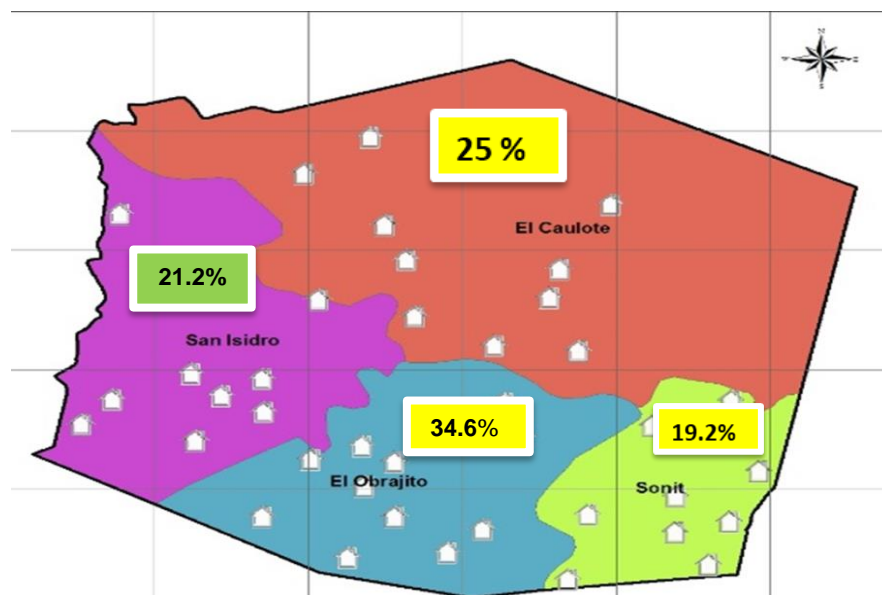 N
S
25 %
El Caulote
21.2%
San Isidro
34.6%
19.2%
El Obrajito
Sonit